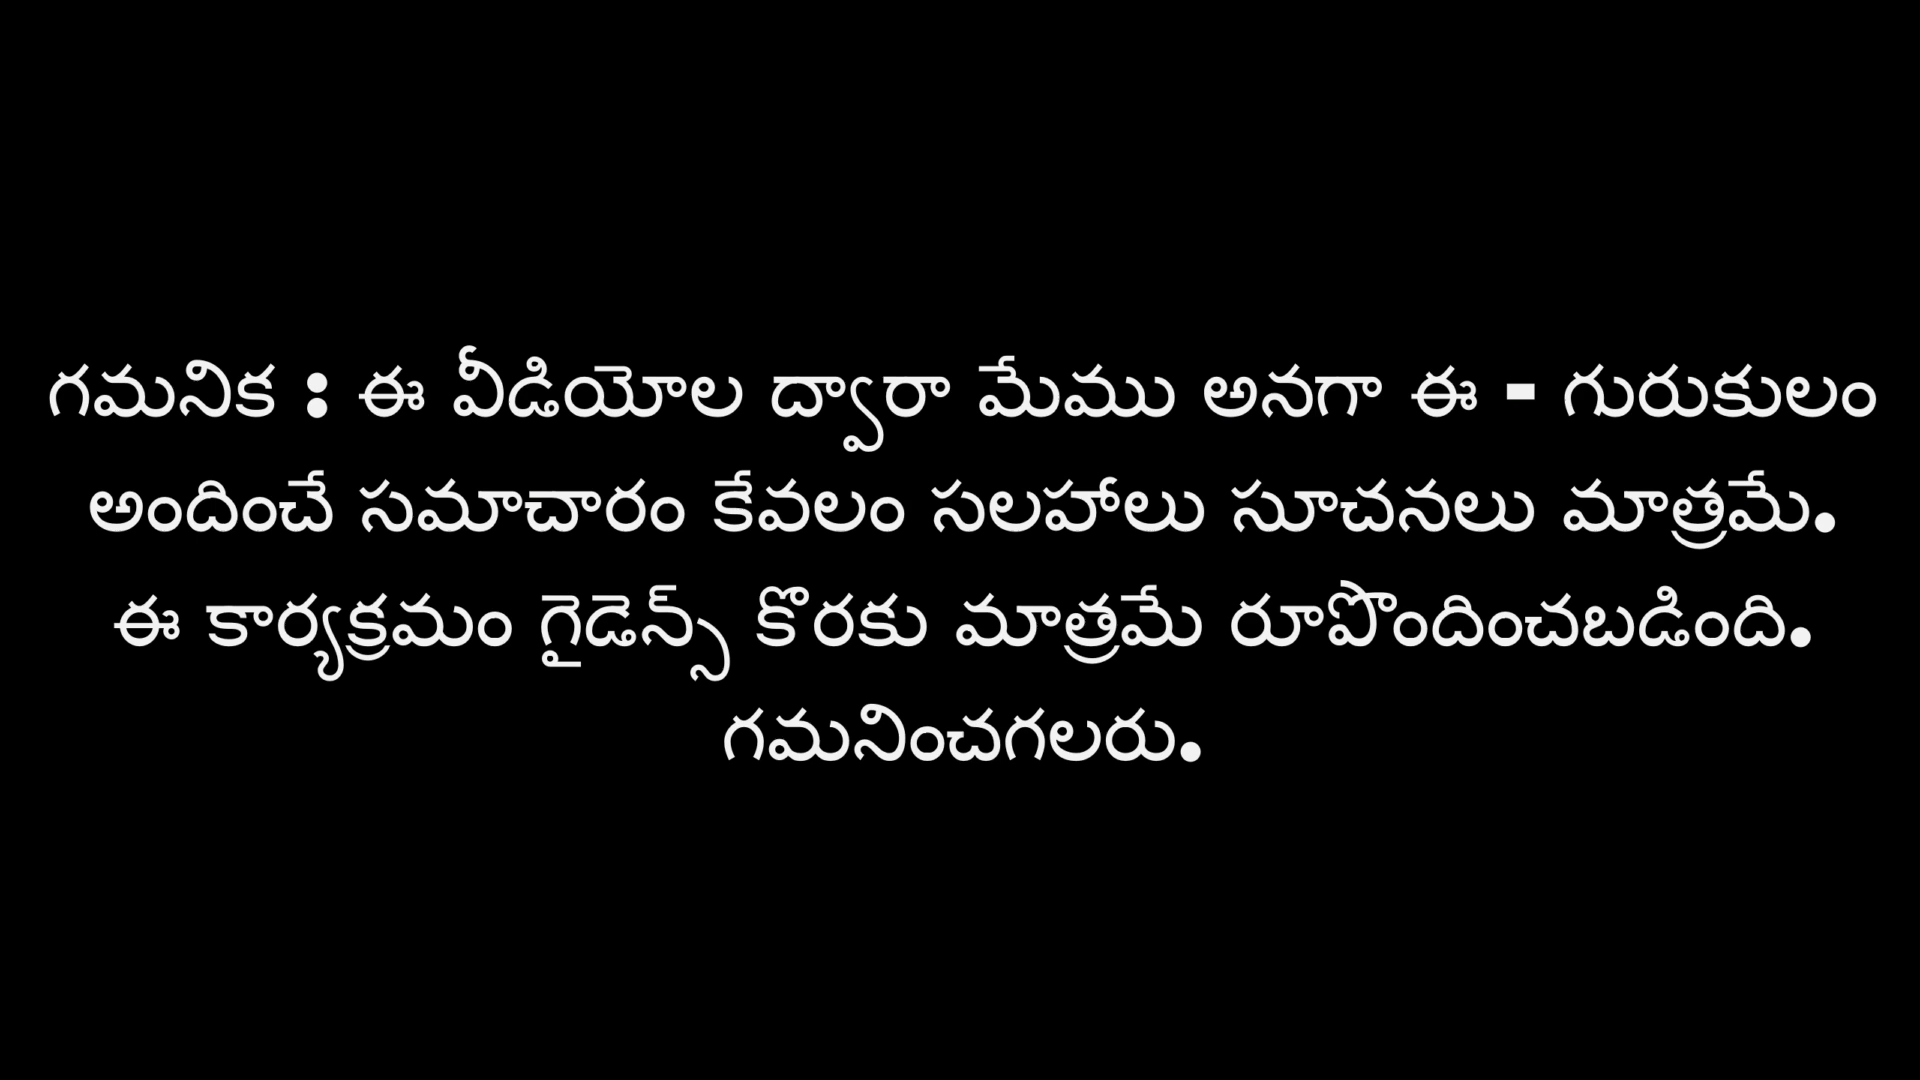 గమనిక : ఈ వీడియోల ద్వారా మేము అనగా ఈ - గురుకులం
అందించే సమాచారం కేవలం సలహాలు సూచనలు మాత్రమే.
ఈ కార్యక్రమం గైడెన్స్ కొరకు మాత్రమే రూపొందించబడింది.
గమనించగలరు.